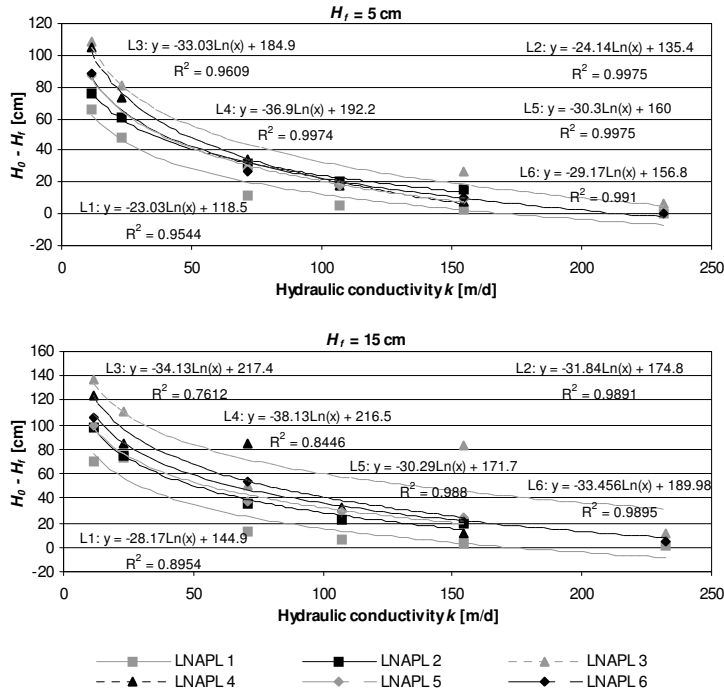 H_f = 5 cm
120
100
80
60
40
20
0
-20
H_0 - H_f [cm]
L3: y = -33.03Ln(x) + 184.9
R² = 0.9609
L2: y = -24.14Ln(x) + 135.4
R² = 0.9975
L4: y = -36.9Ln(x) + 192.2
R² = 0.9974
L5: y = -30.3Ln(x) + 160
R² = 0.9975
L6: y = -29.17Ln(x) + 156.8
R² = 0.991
L1: y = -23.03Ln(x) + 118.5
R² = 0.9544
0 50 100 150 200 250
Hydraulic conductivity k [m/d]
H_f = 15 cm
160
140
120
100
80
60
40
20
0
-20
H_0 - H_f [cm]
L3: y = -34.13Ln(x) + 217.4
R² = 0.7612
L2: y = -31.84Ln(x) + 174.8
R² = 0.9891
L4: y = -38.13Ln(x) + 216.5
R² = 0.8446
L5: y = -30.29Ln(x) + 171.7
R² = 0.988
L6: y = -33.456Ln(x) + 189.98
R² = 0.9895
L1: y = -28.17Ln(x) + 144.9
R² = 0.8954
0 50 100 150 200 250
Hydraulic conductivity k [m/d]
LNAPL 1 LNAPL 2 LNAPL 3
LNAPL 4 LNAPL 5 LNAPL 6